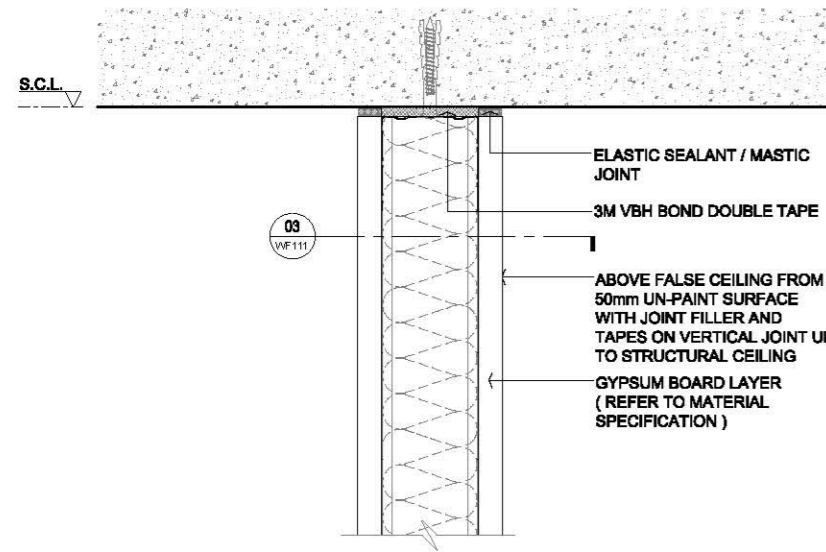 S.C.L.
ELASTIC SEALANT / MASTIC
JOINT
3M VBH BOND DOUBLE TAPE
03
WF111
ABOVE FALSE CEILING FROM
50mm UN-PAINT SURFACE
WITH JOINT FILLER AND
TAPES ON VERTICAL JOINT U
TO STRUCTURAL CEILING
GYPSUM BOARD LAYER
( REFER TO MATERIAL
SPECIFICATION )